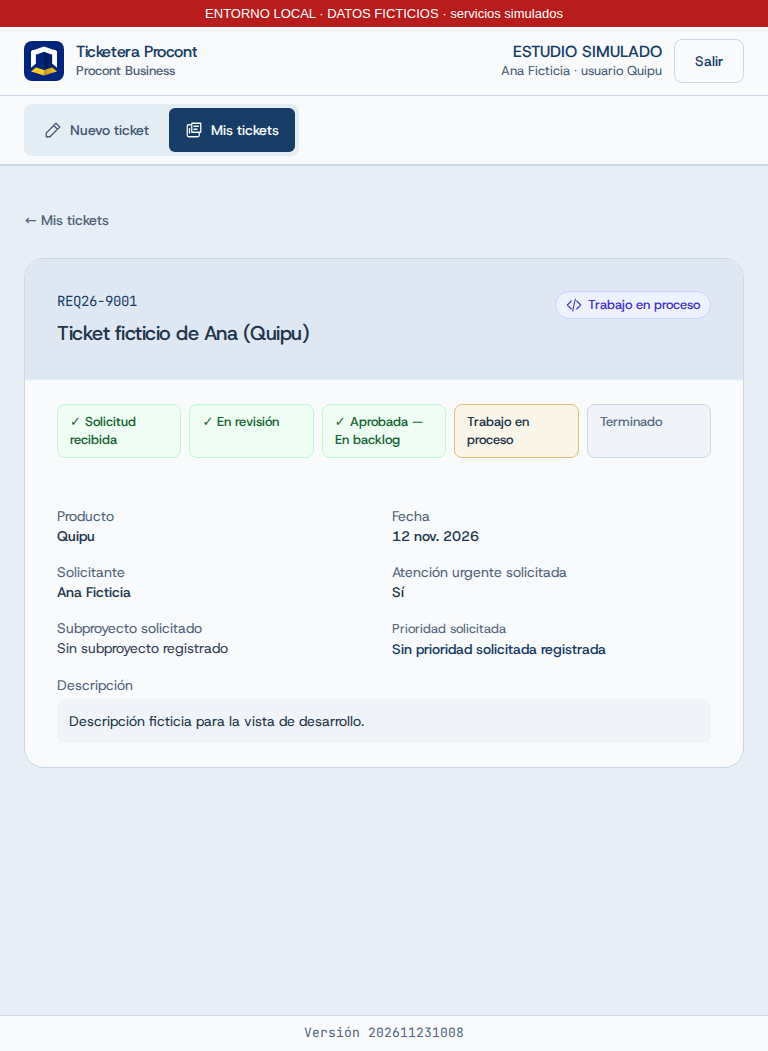 ENTORNO LOCAL · DATOS FICTICIOS · servicios simulados
Ticketera Procont
Procont Business
ESTUDIO SIMULADO
Ana Ficticia · usuario Quipu
Salir
Nuevo ticket
Mis tickets
← Mis tickets
REQ26-9001
Ticket ficticio de Ana (Quipu)
Trabajo en proceso
✓ Solicitud
recibida
✓ En revisión
✓ Aprobada —
En backlog
Trabajo en
proceso
Terminado
Producto
Quipu
Fecha
12 nov. 2026
Solicitante
Ana Ficticia
Atención urgente solicitada
Sí
Subproyecto solicitado
Sin subproyecto registrado
Prioridad solicitada
Sin prioridad solicitada registrada
Descripción
Descripción ficticia para la vista de desarrollo.
Versión 202611231008